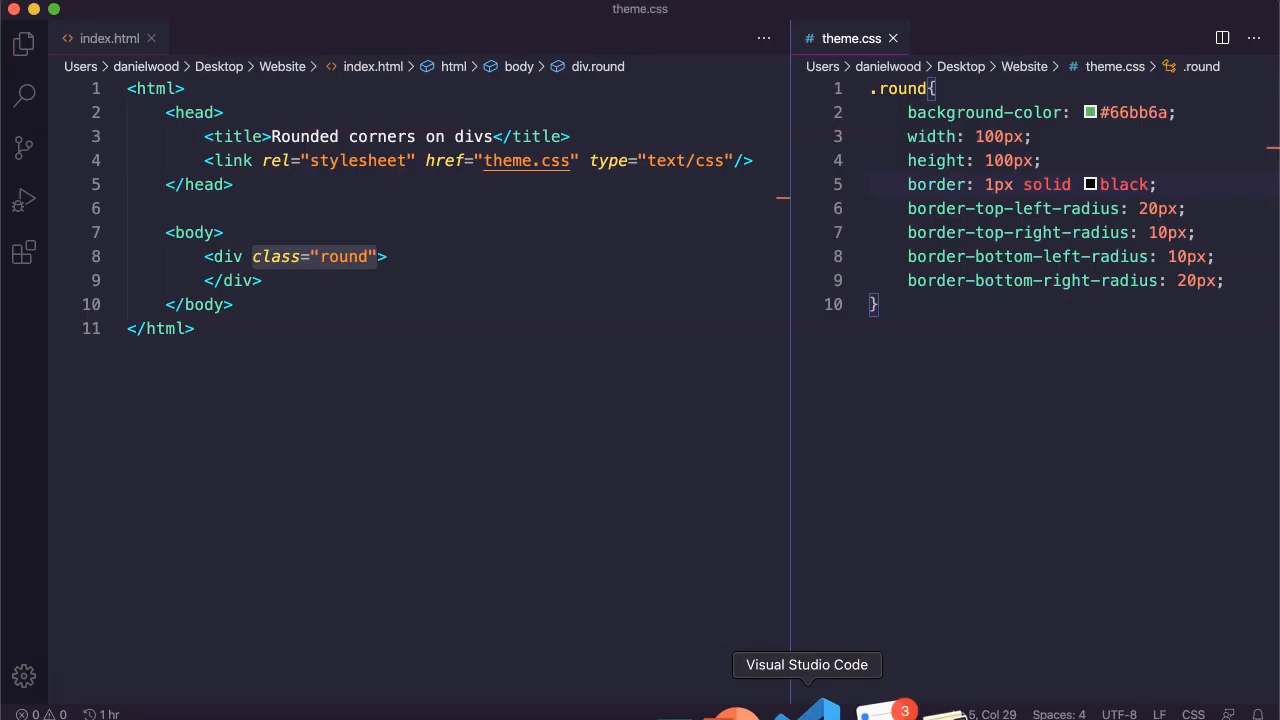 theme.css
index.html
theme.css
Users > danielwood > Desktop > Website > index.html > html > body > div.round
Users > danielwood > Desktop > Website > theme.css > .round
1 <html>
2 <head>
3 <title>Rounded corners on divs</title>
4 <link rel="stylesheet" href="theme.css" type="text/css"/>
5 </head>
6
7 <body>
8 <div class="round">
9 </div>
10 </body>
11 </html>
1 .round{
2 background-color: #66bb6a;
3 width: 100px;
4 height: 100px;
5 border: 1px solid black;
6 border-top-left-radius: 20px;
7 border-top-right-radius: 10px;
8 border-bottom-left-radius: 10px;
9 border-bottom-right-radius: 20px;
10 }
Visual Studio Code
3
0 0 1 hr
5, Col 29 Spaces: 4 UTF-8 LF CSS